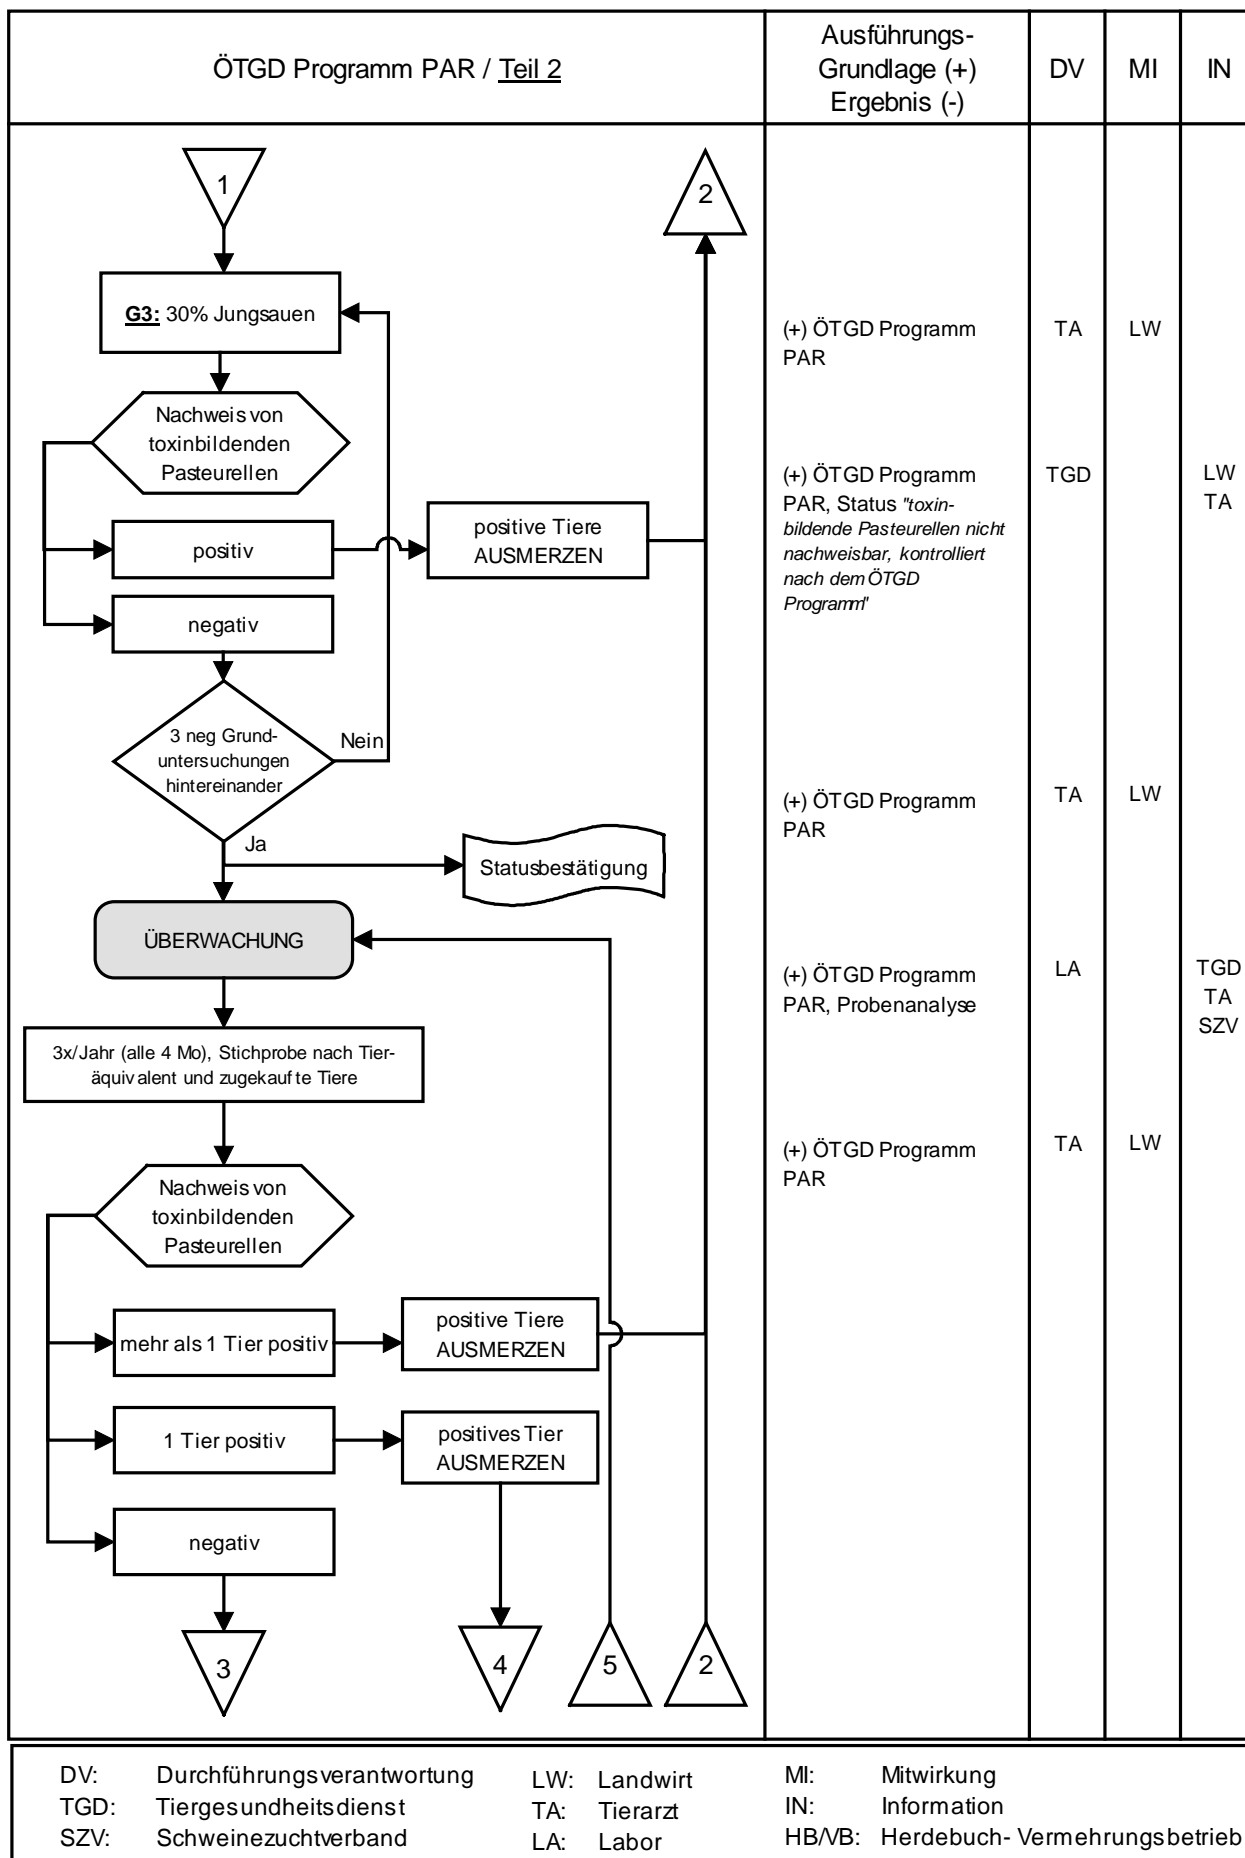 ÖTGD Programm PAR / Teil 2
Ausführungs-
Grundlage (+)
Ergebnis (-)
DV
MI
IN
1
2
G3: 30% Jungsauen
(+) ÖTGD Programm
PAR
TA
LW
Nachweis von
toxinbildenden
Pasteurellen
(+) ÖTGD Programm
PAR, Status "toxin-
bildende Pasteurellen nicht
nachweisbar, kontrolliert
nach dem ÖTGD
Programm"
TGD
LW
TA
positiv
positive Tiere
AUSMERZEN
negativ
3 neg Grund-
untersuchungen
hintereinander
Nein
(+) ÖTGD Programm
PAR
TA
LW
Ja
Statusbestätigung
ÜBERWACHUNG
(+) ÖTGD Programm
PAR, Probenanalyse
LA
TGD
TA
SZV
3x/Jahr (alle 4 Mo), Stichprobe nach Tier-
äquivalent und zugekaufte Tiere
(+) ÖTGD Programm
PAR
TA
LW
Nachweis von
toxinbildenden
Pasteurellen
mehr als 1 Tier positiv
positive Tiere
AUSMERZEN
1 Tier positiv
positives Tier
AUSMERZEN
negativ
3
4
5
2
DV: Durchführungsverantwortung
TGD: Tiergesundheitsdienst
SZV: Schweinezuchtverband
LW: Landwirt
TA: Tierarzt
LA: Labor
MI: Mitwirkung
IN: Information
HB/VB: Herdebuch- Vermehrungsbetrieb